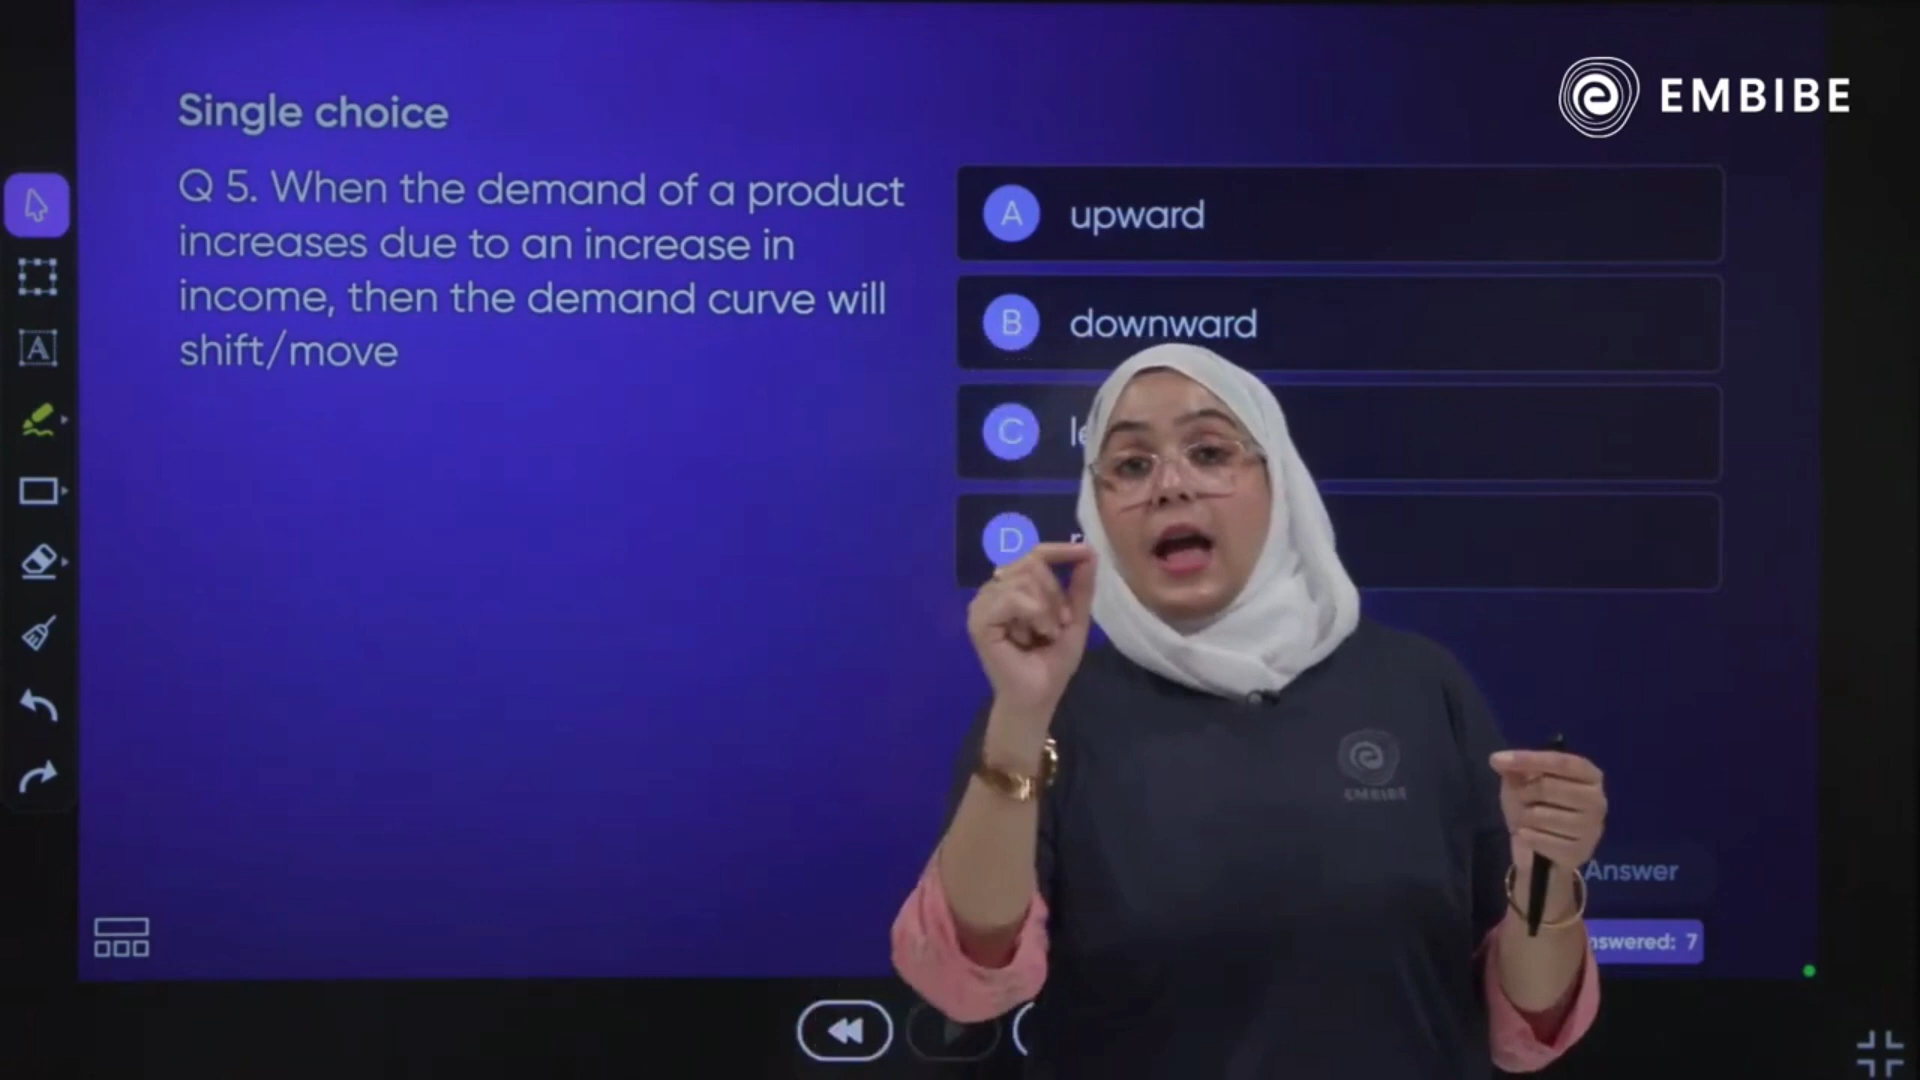 EMBIBE
Single choice
Q 5. When the demand of a product
increases due to an increase in
income, then the demand curve will
shift/move
A upward
B downward
C
D
A
EMBIBE
Answer
7